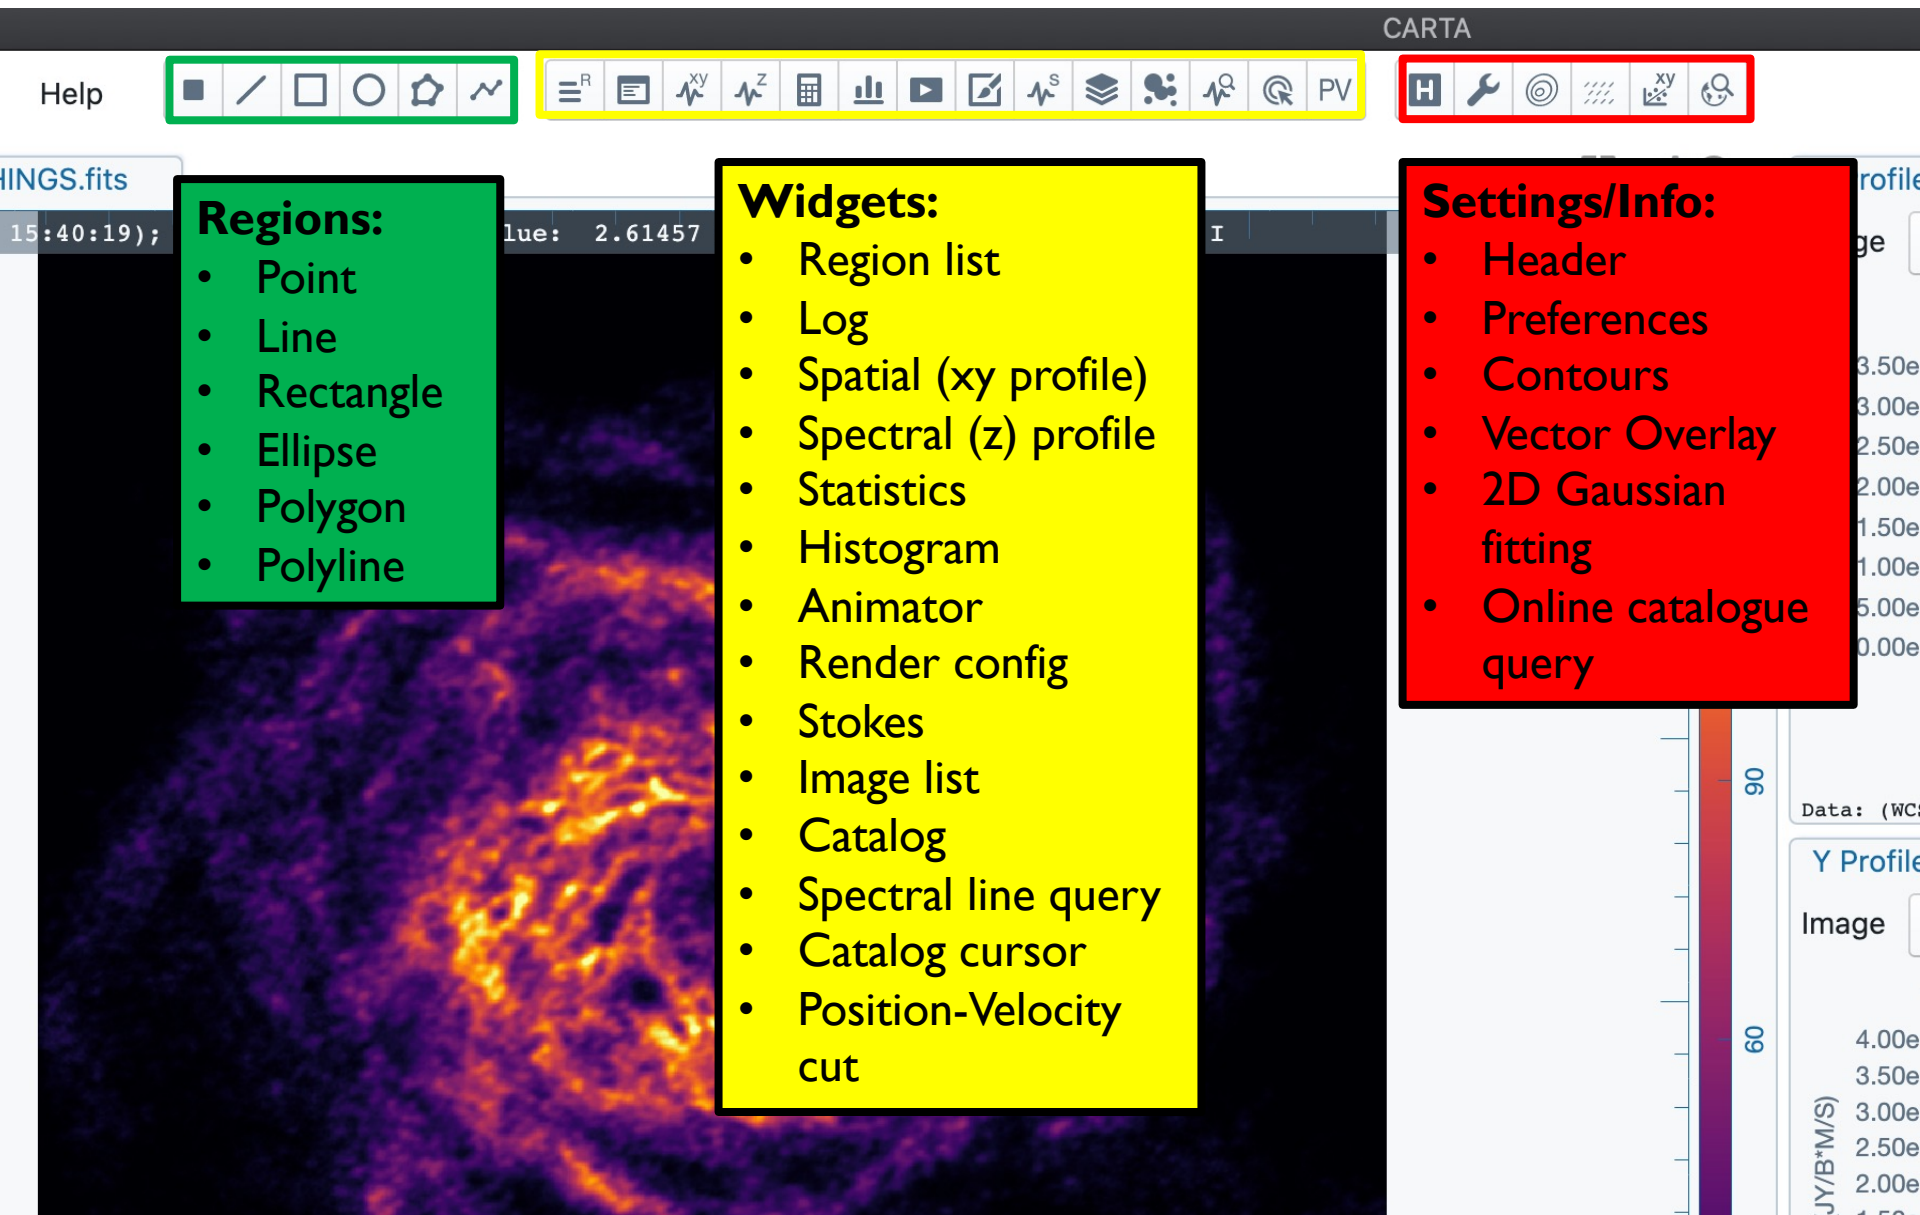 CARTA
Help
R
XY
Z
S
PV
H
xy
HINGS.fits
15:40:19);
lue: 2.61457
I
rofile
ge
Regions:
• Point
• Line
• Rectangle
• Ellipse
• Polygon
• Polyline
Widgets:
• Region list
• Log
• Spatial (xy profile)
• Spectral (z) profile
• Statistics
• Histogram
• Animator
• Render config
• Stokes
• Image list
• Catalog
• Spectral line query
• Catalog cursor
• Position-Velocity
cut
Settings/Info:
• Header
• Preferences
• Contours
• Vector Overlay
• 2D Gaussian
fitting
• Online catalogue
query
3.50e
3.00e
2.50e
2.00e
1.50e
1.00e
5.00e
0.00e
90
60
Data: (WCS
Y Profile
Image
4.00e
3.50e
3.00e
2.50e
2.00e
JY/B*M/S)